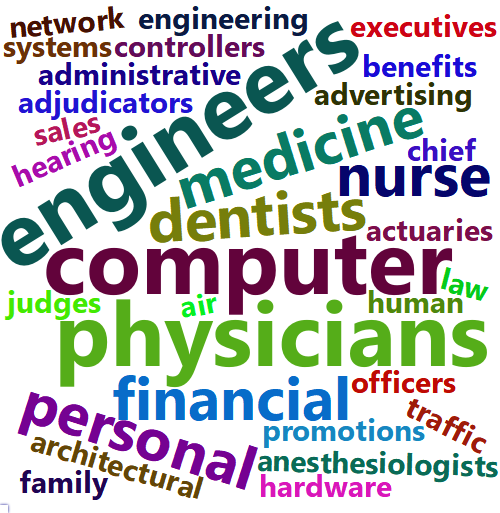 network
engineering
executives
systems
controllers
administrative
benefits
adjudicators
advertising
engineers
sales
hearing
medicine
chief
nurse
dentists
actuaries
computer
law
judges
air
human
physicians
financial
officers
personal
traffic
promotions
architectural
anesthesiologists
family
hardware